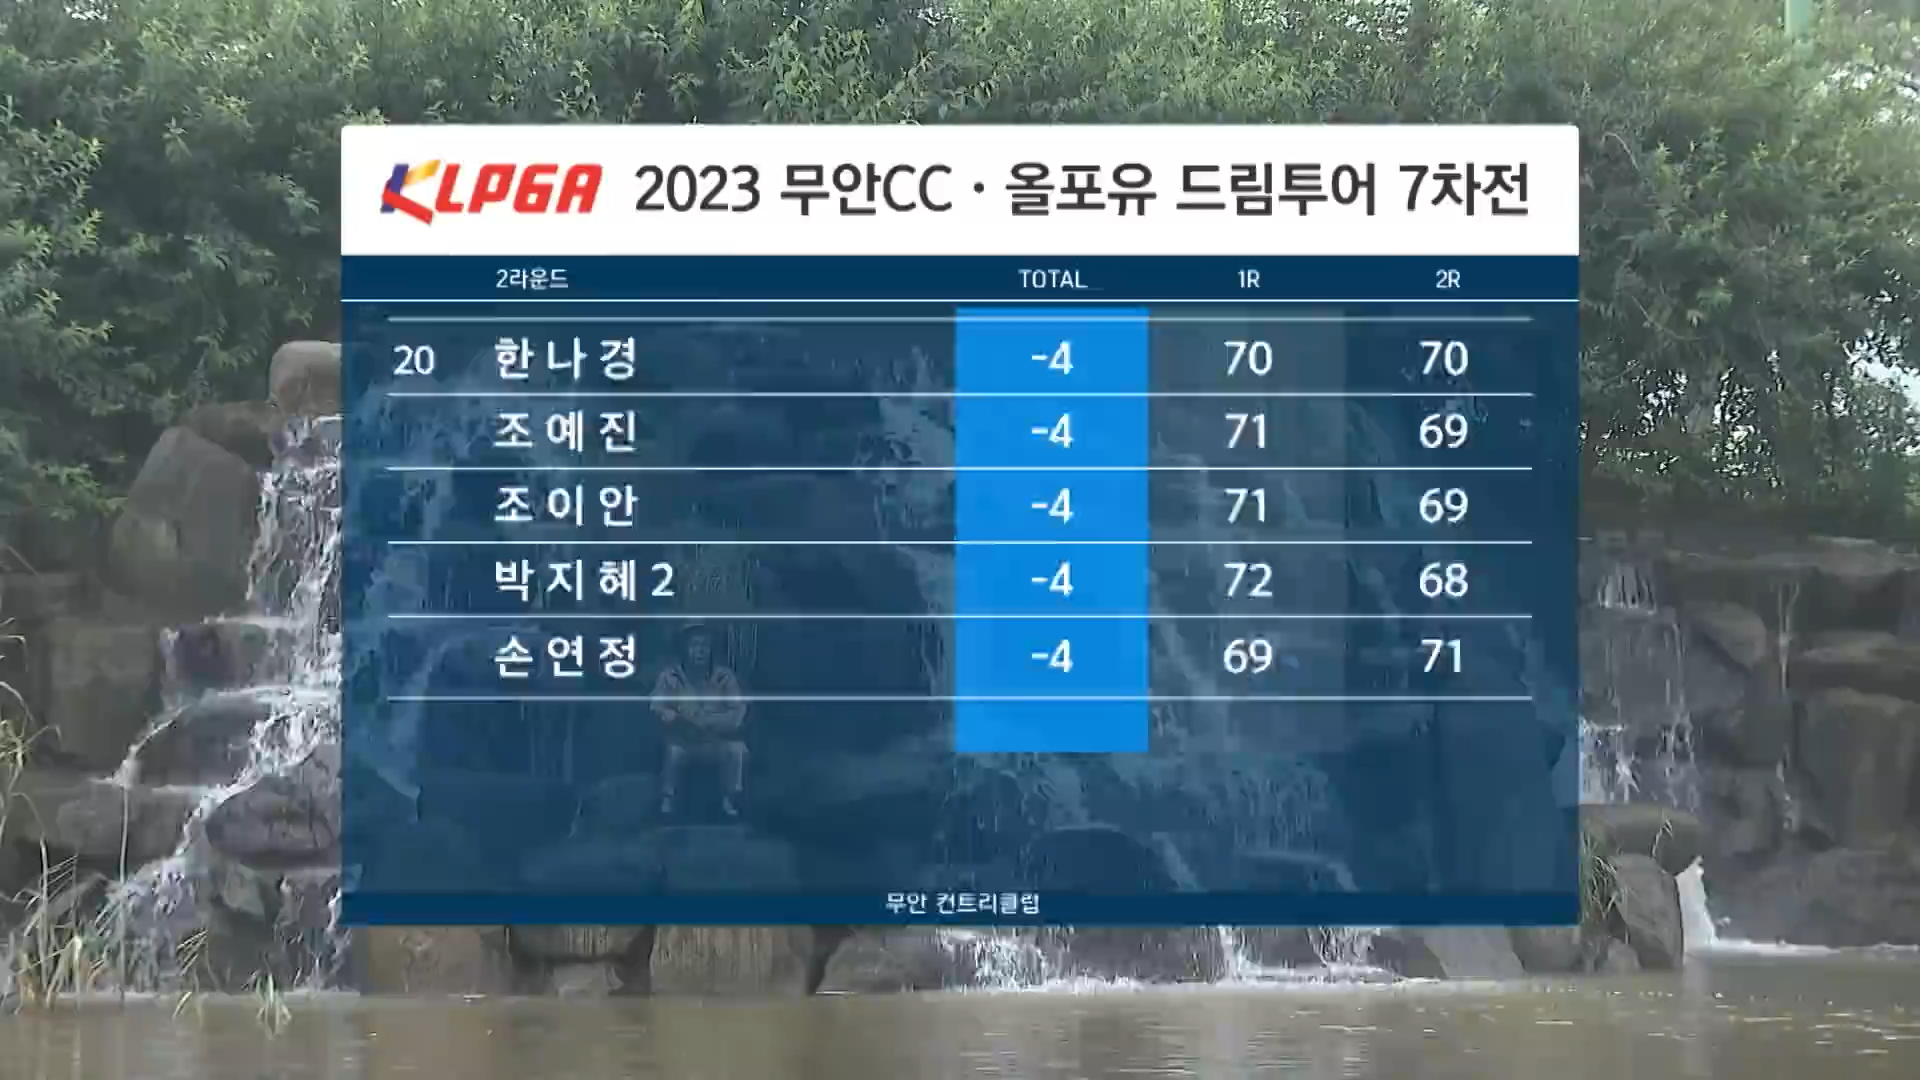 KLPGA 2023 무안CC · 올포유 드림투어 7차전
2라운드 TOTAL 1R 2R
20 한나경 -4 70 70
조예진 -4 71 69
조이안 -4 71 69
박지혜2 -4 72 68
손연정 -4 69 71
무안 컨트리클럽